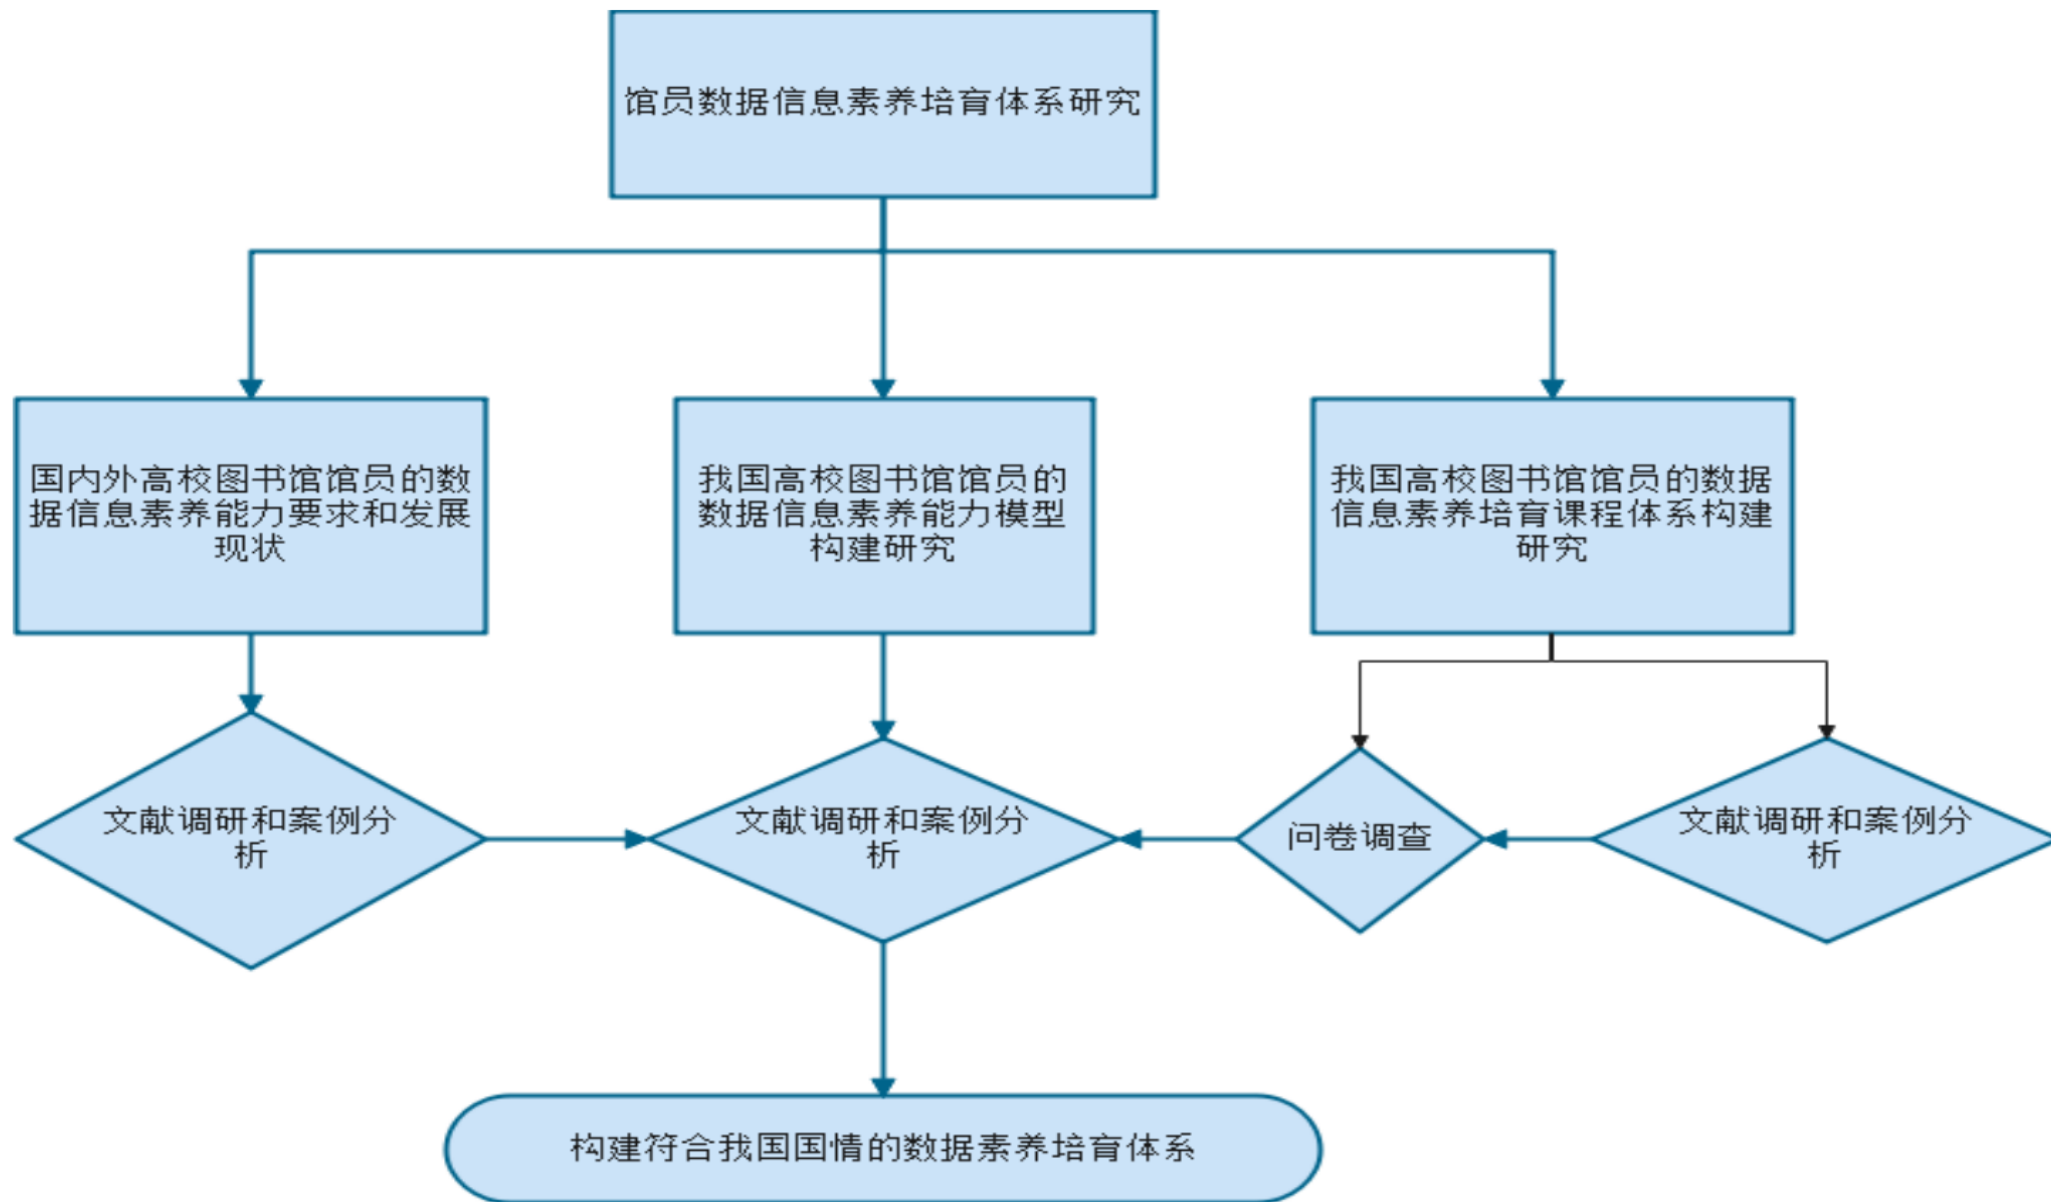 馆员数据信息素养培育体系研究
国内外高校图书馆馆员的数
据信息素养能力要求和发展
现状
我国高校图书馆馆员的
数据信息素养能力模型
构建研究
我国高校图书馆馆员的数据
信息素养培育课程体系构建
研究
文献调研和案例分
析
文献调研和案例分
析
问卷调查
文献调研和案例分
析
构建符合我国国情的数据素养培育体系